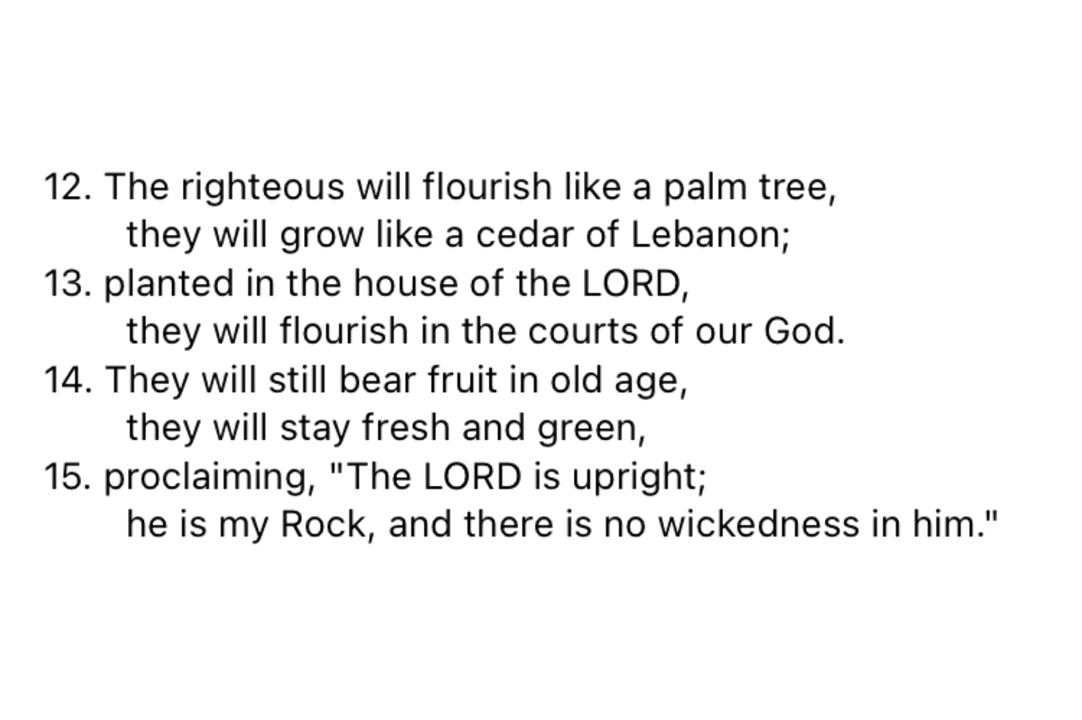 12. The righteous will flourish like a palm tree,
they will grow like a cedar of Lebanon;
13. planted in the house of the LORD,
they will flourish in the courts of our God.
14. They will still bear fruit in old age,
they will stay fresh and green,
15. proclaiming, "The LORD is upright;
he is my Rock, and there is no wickedness in him."